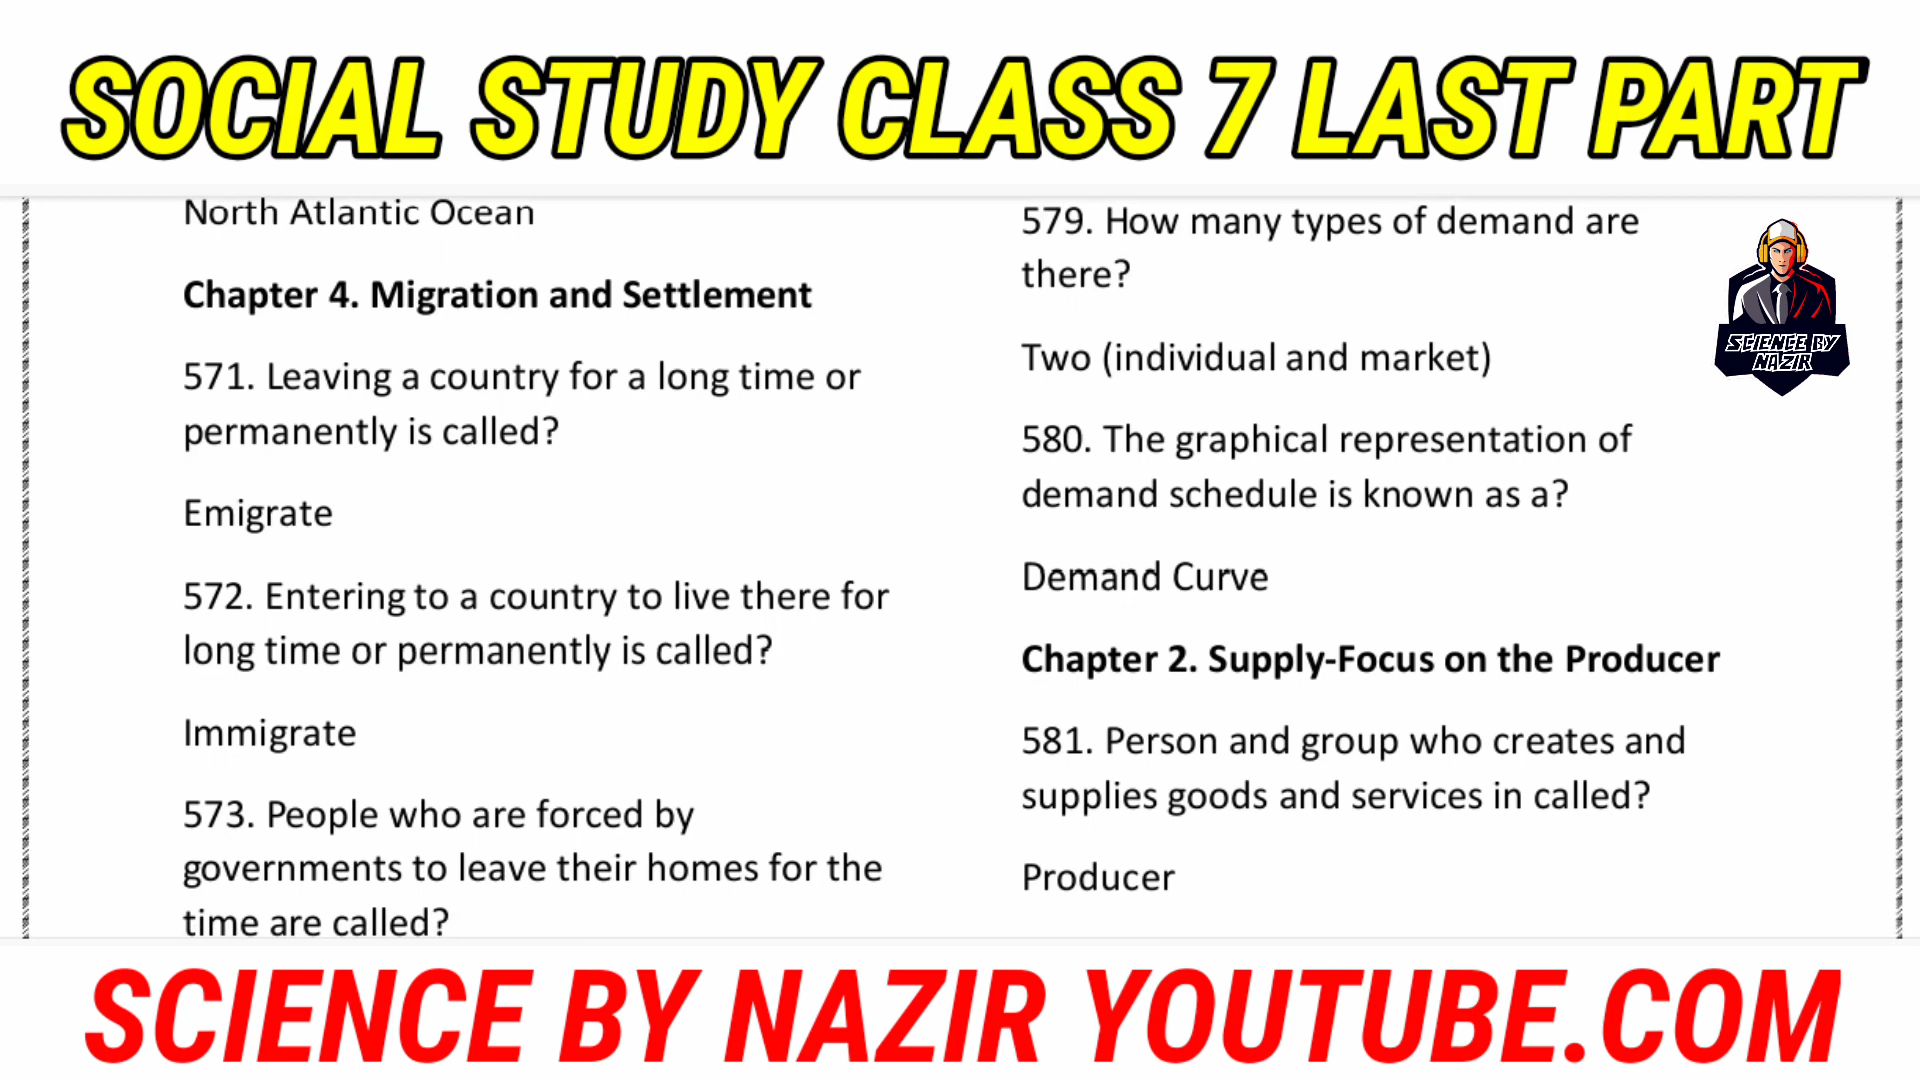 SOCIAL STUDY CLASS 7 LAST PART
North Atlantic Ocean
Chapter 4. Migration and Settlement
571. Leaving a country for a long time or
permanently is called?
Emigrate
572. Entering to a country to live there for
long time or permanently is called?
Immigrate
573. People who are forced by
governments to leave their homes for the
time are called?
579. How many types of demand are
there?
Two (individual and market)
580. The graphical representation of
demand schedule is known as a?
Demand Curve
Chapter 2. Supply-Focus on the Producer
581. Person and group who creates and
supplies goods and services in called?
Producer
SCIENCE BY
NAZIR
SCIENCE BY NAZIR YOUTUBE.COM